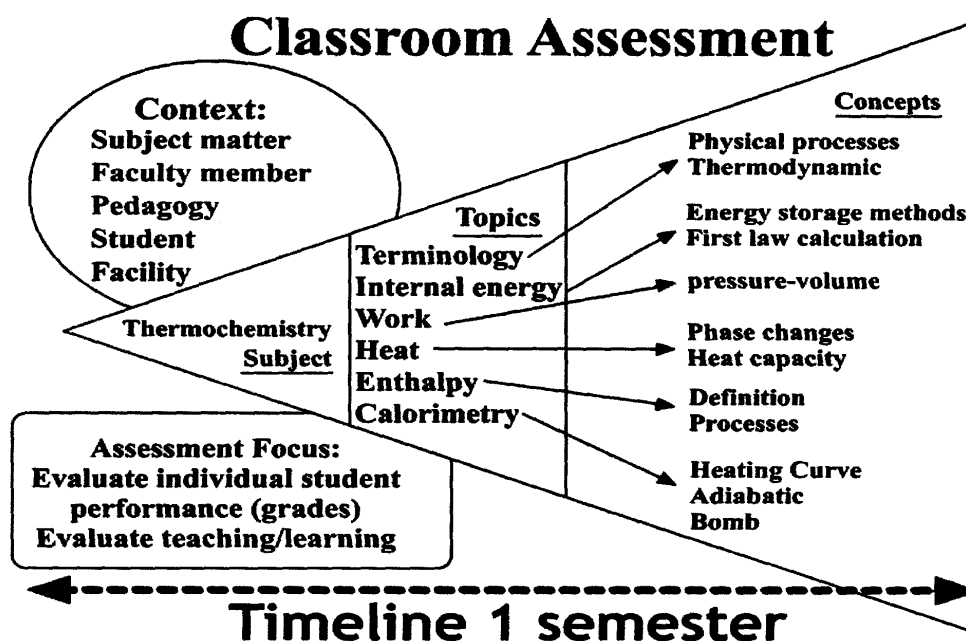 Classroom Assessment
Context:
Subject matter
Faculty member
Pedagogy
Student
Facility
Thermochemistry
Subject
Topics
Terminology
Internal energy
Work
Heat
Enthalpy
Calorimetry
Concepts
Physical processes
Thermodynamic
Energy storage methods
First law calculation
pressure-volume
Phase changes
Heat capacity
Definition
Processes
Heating Curve
Adiabatic
Bomb
Assessment Focus:
Evaluate individual student
performance (grades)
Evaluate teaching/learning
Timeline 1 semester